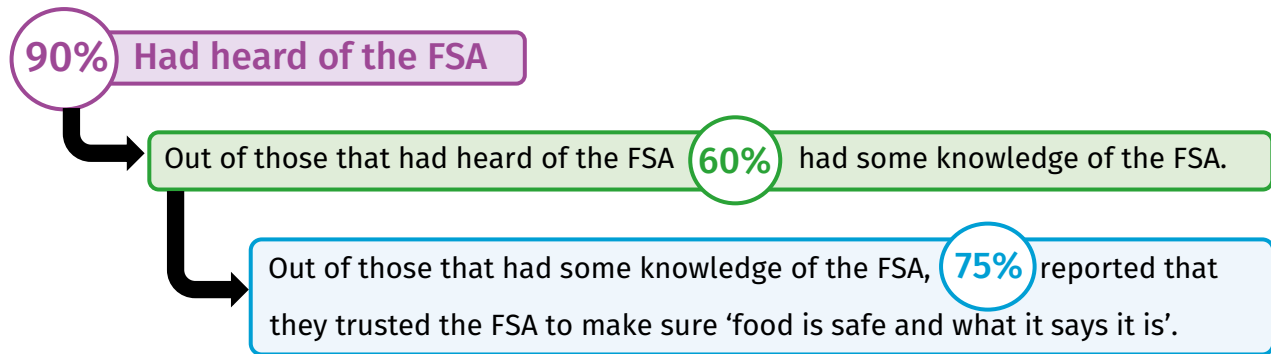 90% Had heard of the FSA
Out of those that had heard of the FSA 60% had some knowledge of the FSA.
Out of those that had some knowledge of the FSA, 75% reported that
they trusted the FSA to make sure ‘food is safe and what it says it is’.